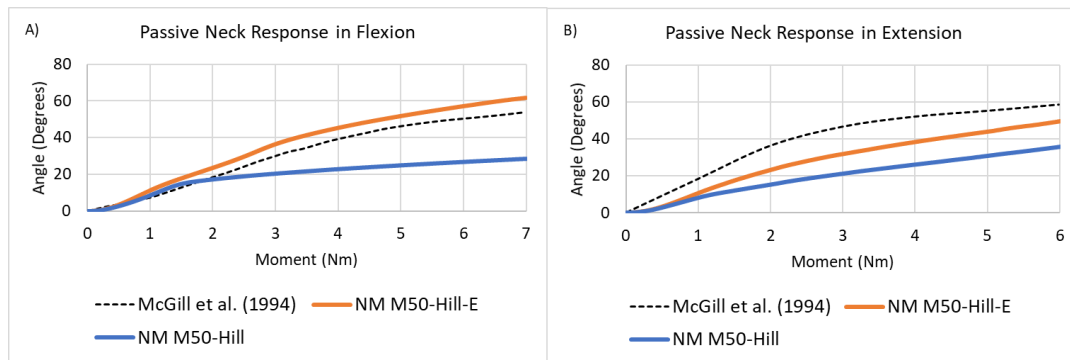 A)
Passive Neck Response in Flexion
80
60
40
20
0
Angle (Degrees)
0 1 2 3 4 5 6 7
Moment (Nm)
McGill et al. (1994) NM M50-Hill-E
NM M50-Hill
B)
Passive Neck Response in Extension
80
60
40
20
0
Angle (Degrees)
0 1 2 3 4 5 6
Moment (Nm)
McGill et al. (1994) NM M50-Hill-E
NM M50-Hill